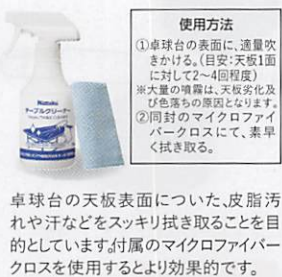 Nittaku
テーブルクリーナー
使用方法
①卓球台の表面に、適量吹
きかける。(目安:天板1面
に対して2〜4回程度)
※大量の噴霧は、天板劣化及
び色落ちの原因となります。
②同封のマイクロファイ
バークロスにて、素早
く拭き取る。
卓球台の天板表面についた、皮脂汚
れや汗などをスッキリ拭き取ることを目
的としています。付属のマイクロファイバー
クロスを使用するとより効果的です。